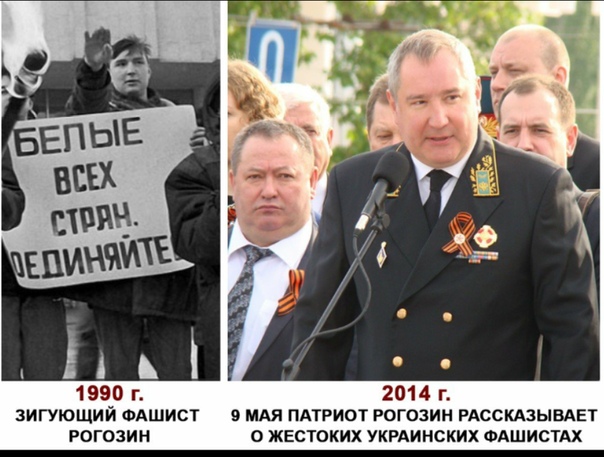 БЕЛЫЕ
ВСЕХ
СТРАН.
ОЕДИНЯЙТЕ
1990 г.
ЗИГУЮЩИЙ ФАШИСТ
РОГОЗИН
2014 г.
9 МАЯ ПАТРИОТ РОГОЗИН РАССКАЗЫВАЕТ
О ЖЕСТОКИХ УКРАИНСКИХ ФАШИСТАХ